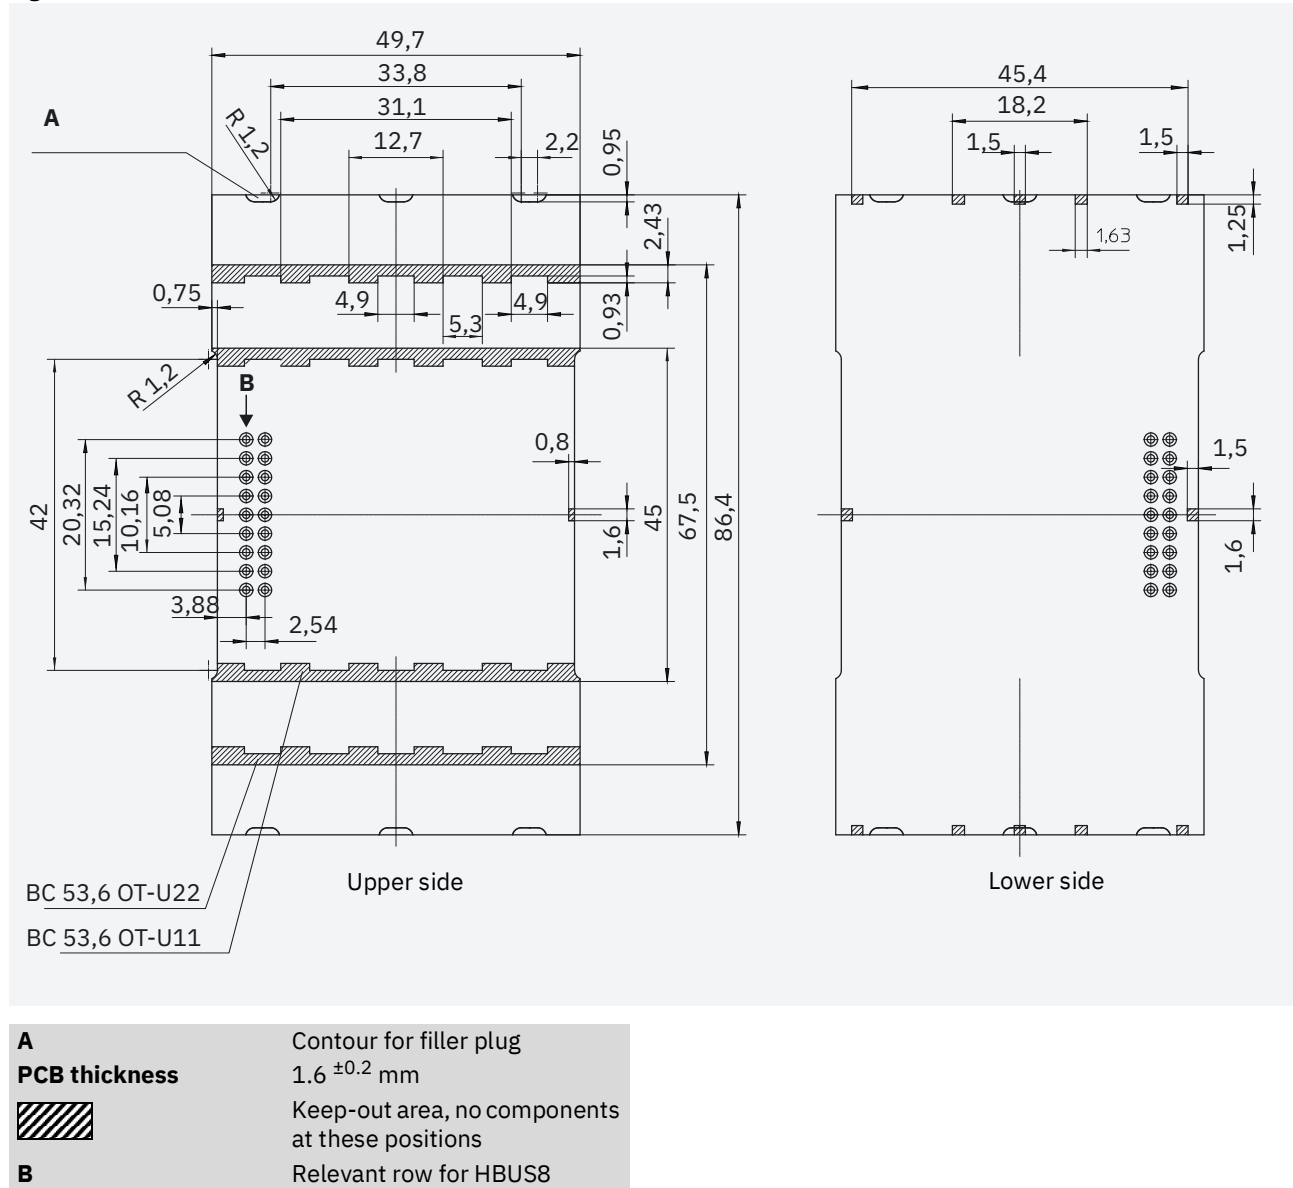 49,7
33,8
31,1
12,7
2,2
0,95
R 1,2
A
2,43
0,75
4,9
5,3
4,9
0,93
R 1,2
B
0,8
42
20,32
15,24
10,16
5,08
1,6
45
67,5
86,4
3,88
2,54
BC 53,6 OT-U22
BC 53,6 OT-U11
Upper side
45,4
18,2
1,5
1,5
1,25
1,63
1,5
1,6
Lower side
A Contour for filler plug
PCB thickness 1.6 ±0.2 mm
Keep-out area, no components
at these positions
B Relevant row for HBUS8